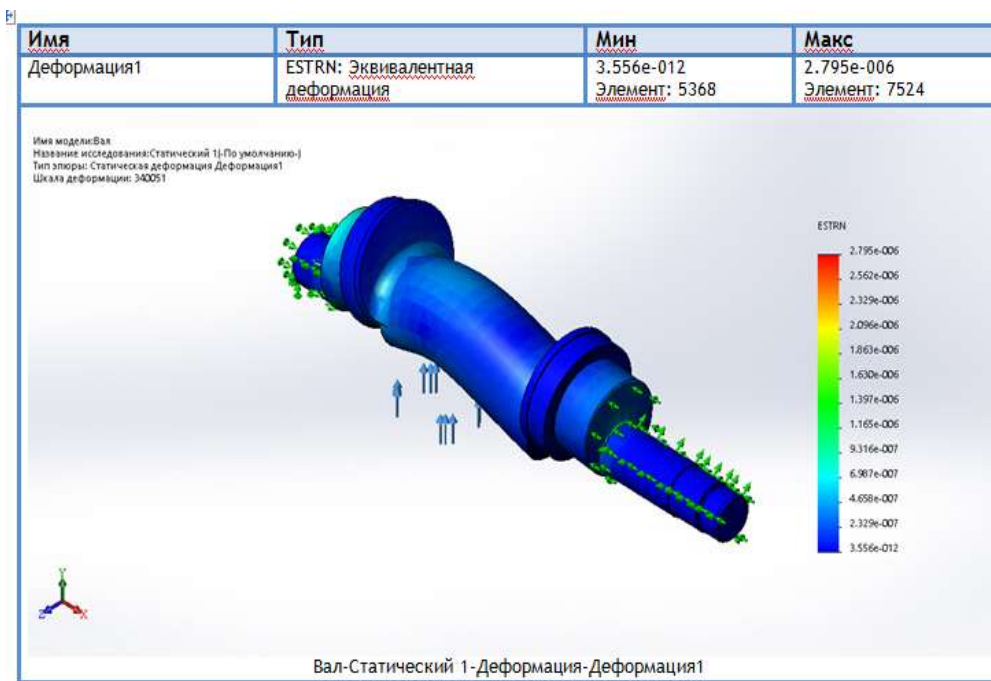 Имя Тип Мин Макс
Деформация1 ESTRN: Эквивалентная 3.556e-012 2.795e-006
деформация Элемент: 5368 Элемент: 7524
Имя модели:Вал
Название исследования:Статический 1(-По умолчанию-)
Тип эпюры: Статическая деформация Деформация1
Шкала деформации: 340051
ESTRN
2.795e-006
2.562e-006
2.329e-006
2.096e-006
1.863e-006
1.630e-006
1.397e-006
1.165e-006
9.316e-007
6.987e-007
4.658e-007
2.329e-007
3.556e-012
Y
Z X
Вал-Статический 1-Деформация-Деформация1